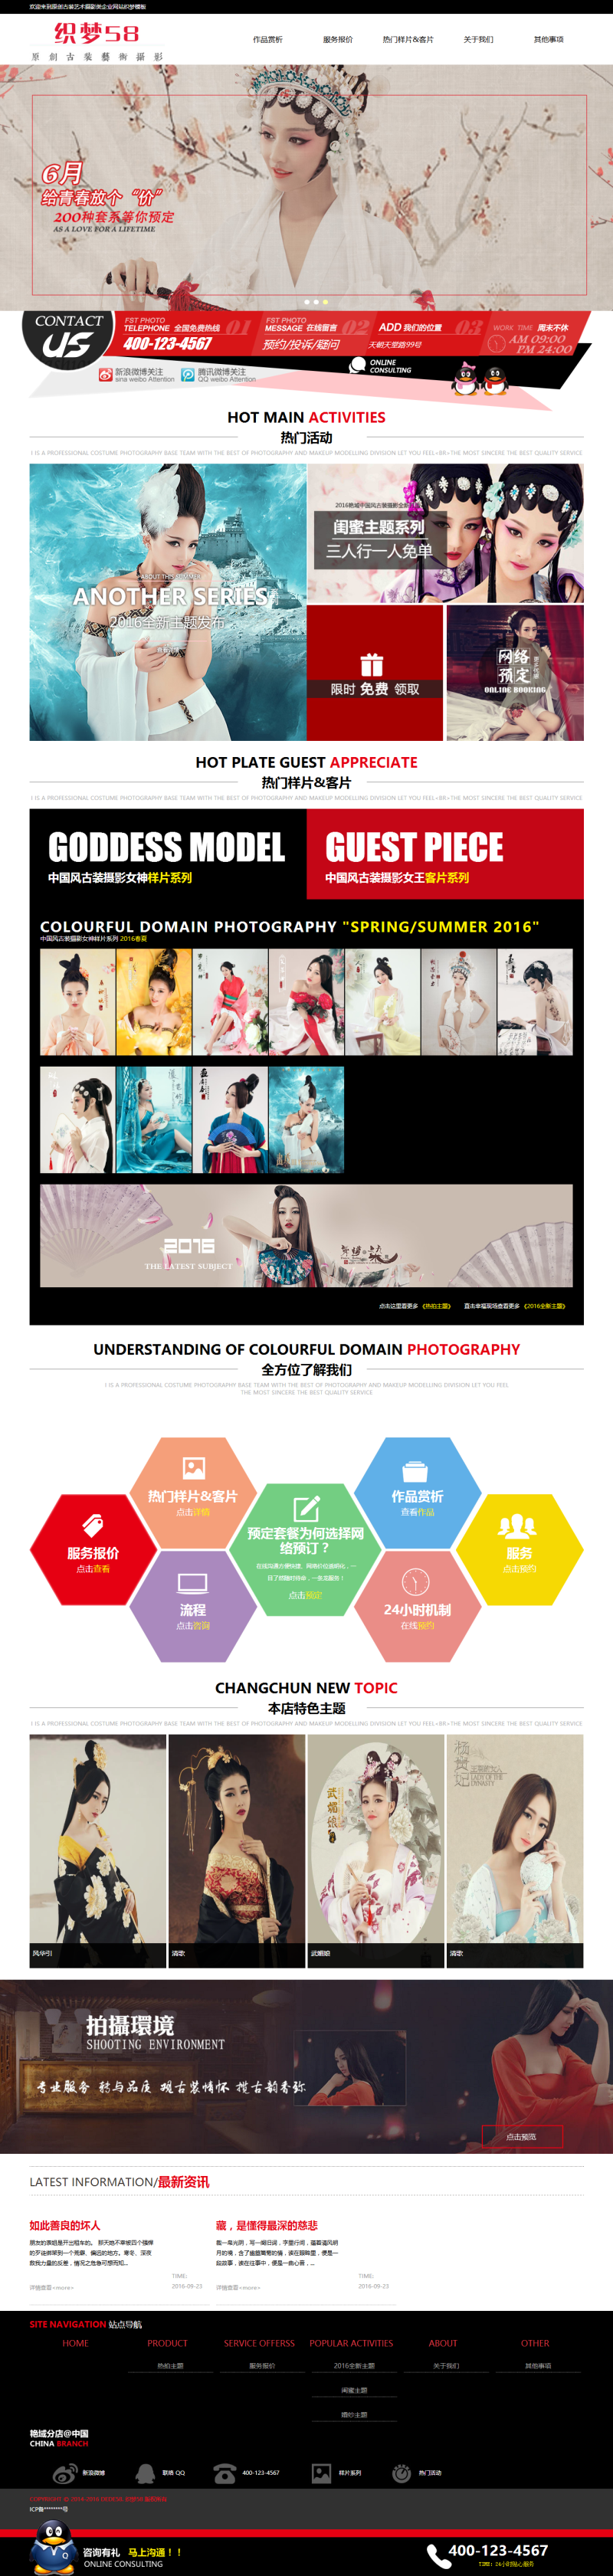 欢迎来到原创古装艺术摄影类企业网站织梦模板
织梦58
原創古装藝術攝影
作品赏析 服务报价 热门样片&客片 关于我们 其他事项
6月
给青春放个“价”
200种套系等你预定
AS A LOVE FOR A LIFETIME
CONTACT
US
FST PHOTO
TELEPHONE 全国免费热线 01
400-123-4567
FST PHOTO
MESSAGE 在线留言 02
预约/投诉/疑问
ADD 我们的位置 03
天朝天堂路99号
WORK TIME 周末不休
AM 09:00
PM 24:00
新浪微博关注
sina weibo Attention
腾讯微博关注
QQ weibo Attention
ONLINE
CONSULTING
HOT MAIN ACTIVITIES
热门活动
I IS A PROFESSIONAL COSTUME PHOTOGRAPHY BASE TEAM WITH THE BEST OF PHOTOGRAPHY AND MAKEUP MODELLING DIVISION LET YOU FEEL<BR>THE MOST SINCERE THE BEST QUALITY SERVICE
ANOTHER SERIES
2016全新主题发布
闺蜜主题系列
三人行一人免单
限时 免费 领取
网络
预定
ONLINE BOOKING
HOT PLATE GUEST APPRECIATE
热门样片&客片
I IS A PROFESSIONAL COSTUME PHOTOGRAPHY BASE TEAM WITH THE BEST OF PHOTOGRAPHY AND MAKEUP MODELLING DIVISION LET YOU FEEL<BR>THE MOST SINCERE THE BEST QUALITY SERVICE
GODDESS MODEL
中国风古装摄影女神样片系列
GUEST PIECE
中国风古装摄影女王客片系列
COLOURFUL DOMAIN PHOTOGRAPHY "SPRING/SUMMER 2016"
中国风古装摄影女神样片系列 2016春夏
2016
THE LATEST SUBJECT
点击这里看更多 《热拍主题》 直击幸福现场查看更多 《2016全新主题》
UNDERSTANDING OF COLOURFUL DOMAIN PHOTOGRAPHY
全方位了解我们
I IS A PROFESSIONAL COSTUME PHOTOGRAPHY BASE TEAM WITH THE BEST OF PHOTOGRAPHY AND MAKEUP MODELLING DIVISION LET YOU FEEL
THE MOST SINCERE THE BEST QUALITY SERVICE
热门样片&客片
点击详情
作品赏析
查看作品
服务报价
点击查看
预定套餐为何选择网
络预订？
点击预定
服务
点击预约
流程
点击咨询
24小时机制
在线预约
CHANGCHUN NEW TOPIC
本店特色主题
I IS A PROFESSIONAL COSTUME PHOTOGRAPHY BASE TEAM WITH THE BEST OF PHOTOGRAPHY AND MAKEUP MODELLING DIVISION LET YOU FEEL<BR>THE MOST SINCERE THE BEST QUALITY SERVICE
武媚娘
杨贵妃
LADY OF THE
DYNASTY
风华引 清歌 武媚娘 清歌
拍攝環境
SHOOTING ENVIRONMENT
点击预览
LATEST INFORMATION/最新资讯
如此善良的坏人
藏，是懂得最深的慈悲
TIME:
2016-09-23
详细查看<more>
TIME:
2016-09-23
详细查看<more>
SITE NAVIGATION 站点导航
HOME PRODUCT SERVICE OFFERSS POPULAR ACTIVITIES ABOUT OTHER
热拍主题 服务报价 2016全新主题 关于我们 其他事项
闺蜜主题
婚纱主题
艳域分店@中国
CHINA BRANCH
新浪微博 联络 QQ 400-123-4567 样片系列 热门活动
ICP备********号
咨询有礼 马上沟通！！
ONLINE CONSULTING
400-123-4567
TIME: 24小时贴心服务